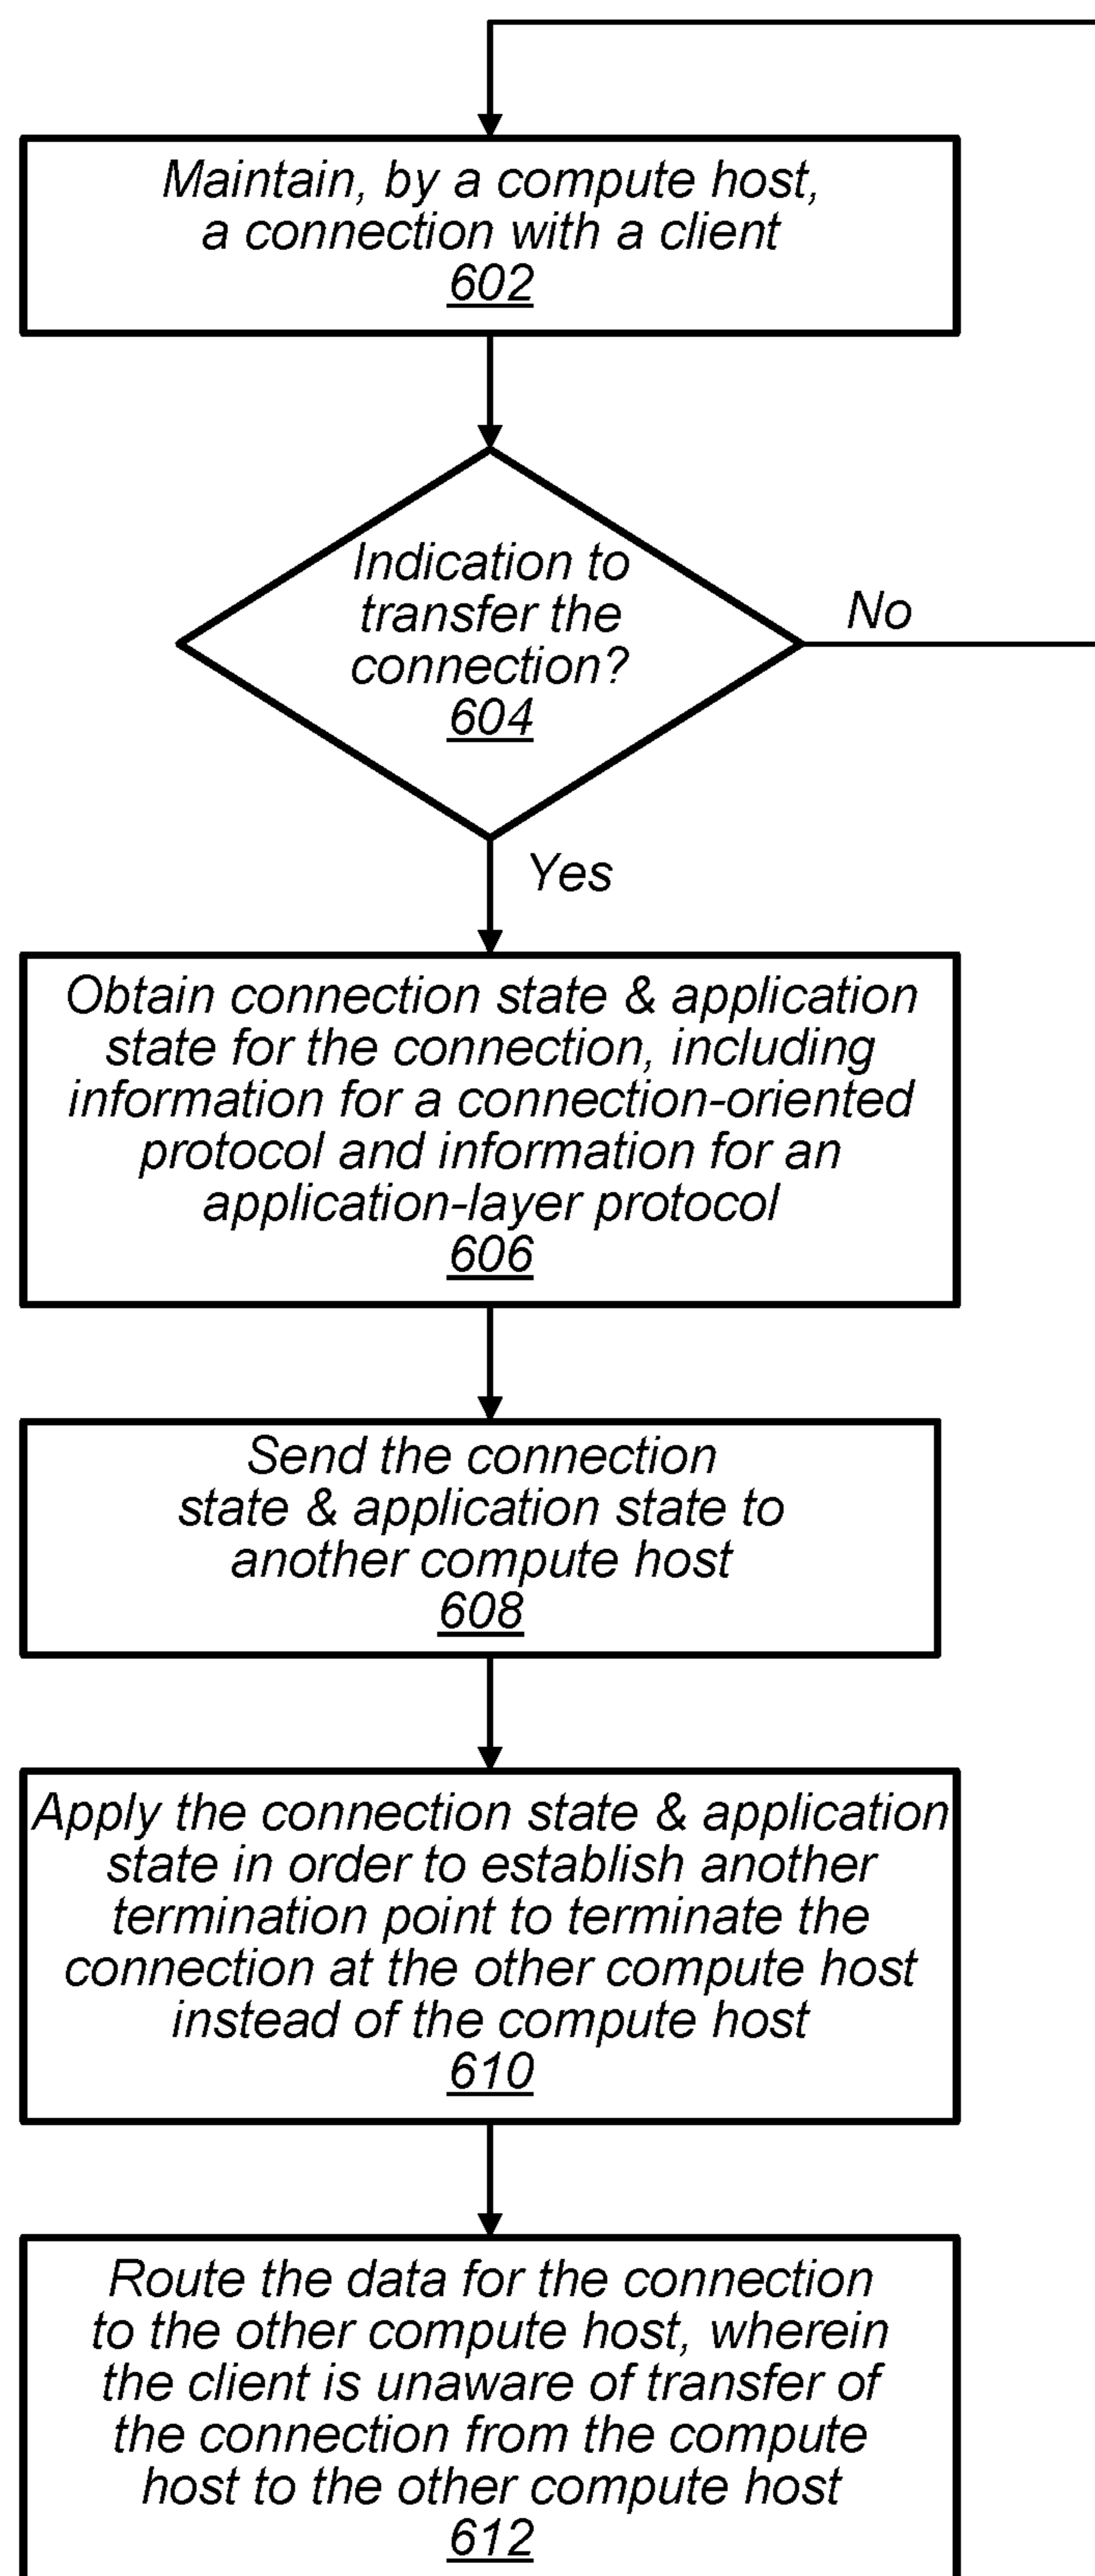 Maintain, by a compute host,
a connection with a client
602
Indication to
transfer the
connection?
604
No
Yes
Obtain connection state & application
state for the connection, including
information for a connection-oriented
protocol and information for an
application-layer protocol
606
Send the connection
state & application state to
another compute host
608
Apply the connection state & application
state in order to establish another
termination point to terminate the
connection at the other compute host
instead of the compute host
610
Route the data for the connection
to the other compute host, wherein
the client is unaware of transfer of
the connection from the compute
host to the other compute host
612